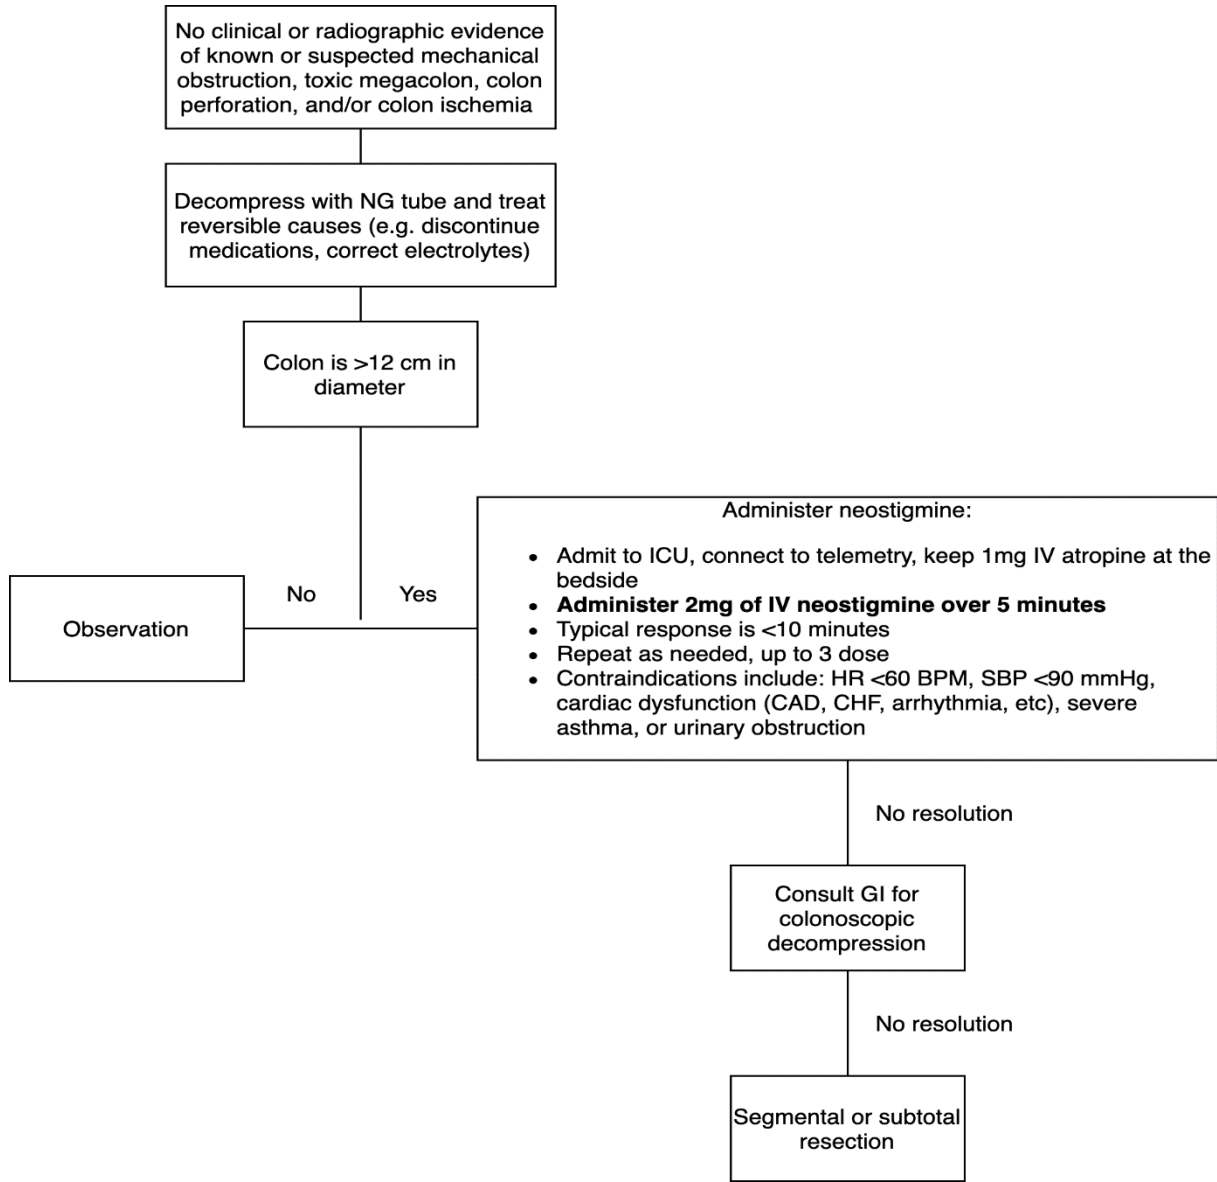 No clinical or radiographic evidence
of known or suspected mechanical
obstruction, toxic megacolon, colon
perforation, and/or colon ischemia
Decompress with NG tube and treat
reversible causes (e.g. discontinue
medications, correct electrolytes)
Colon is >12 cm in
diameter
No
Yes
Observation
Administer neostigmine:
• Admit to ICU, connect to telemetry, keep 1mg IV atropine at the
bedside
• Administer 2mg of IV neostigmine over 5 minutes
• Typical response is <10 minutes
• Repeat as needed, up to 3 dose
• Contraindications include: HR <60 BPM, SBP <90 mmHg,
cardiac dysfunction (CAD, CHF, arrhythmia, etc), severe
asthma, or urinary obstruction
No resolution
Consult GI for
colonoscopic
decompression
No resolution
Segmental or subtotal
resection